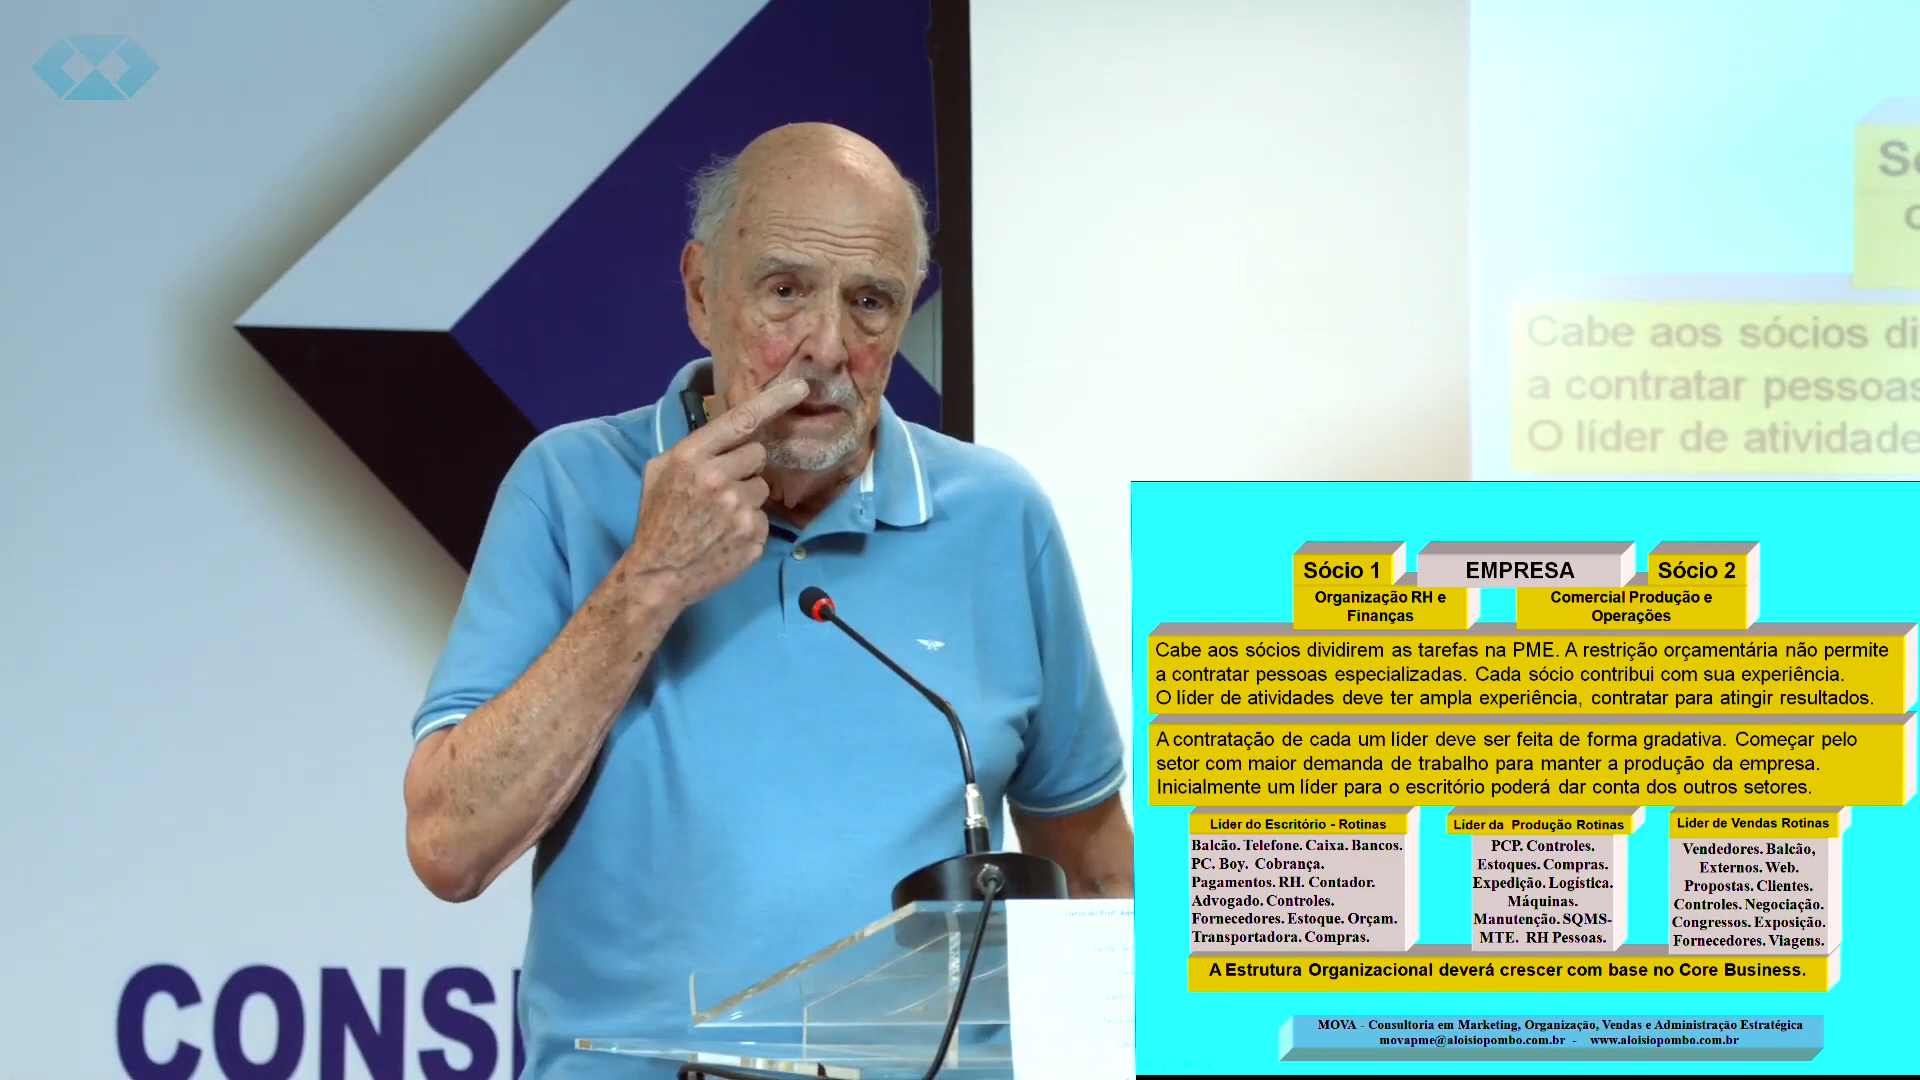 Cabe aos sócios di
a contratar pessoas
O líder de atividade
CONS
Sócio 1
EMPRESA
Sócio 2
Organização RH e
Finanças
Comercial Produção e
Operações
Cabe aos sócios dividirem as tarefas na PME. A restrição orçamentária não permite
a contratar pessoas especializadas. Cada sócio contribui com sua experiência.
O líder de atividades deve ter ampla experiência, contratar para atingir resultados.
A contratação de cada um líder deve ser feita de forma gradativa. Começar pelo
setor com maior demanda de trabalho para manter a produção da empresa.
Inicialmente um líder para o escritório poderá dar conta dos outros setores.
Líder do Escritório - Rotinas
Balcão. Telefone. Caixa. Bancos.
PC. Boy. Cobrança.
Pagamentos. RH. Contador.
Advogado. Controles.
Fornecedores. Estoque. Orçam.
Transportadora. Compras.
Líder da Produção Rotinas
PCP. Controles.
Estoques. Compras.
Expedição. Logística.
Máquinas.
Manutenção. SQMS-
MTE. RH Pessoas.
Líder de Vendas Rotinas
Vendedores. Balcão,
Externos. Web.
Propostas. Clientes.
Controles. Negociação.
Congressos. Exposição.
Fornecedores. Viagens.
A Estrutura Organizacional deverá crescer com base no Core Business.
MOVA - Consultoria em Marketing, Organização, Vendas e Administração Estratégica
movapme@aloisiopombo.com.br - www.aloisiopombo.com.br